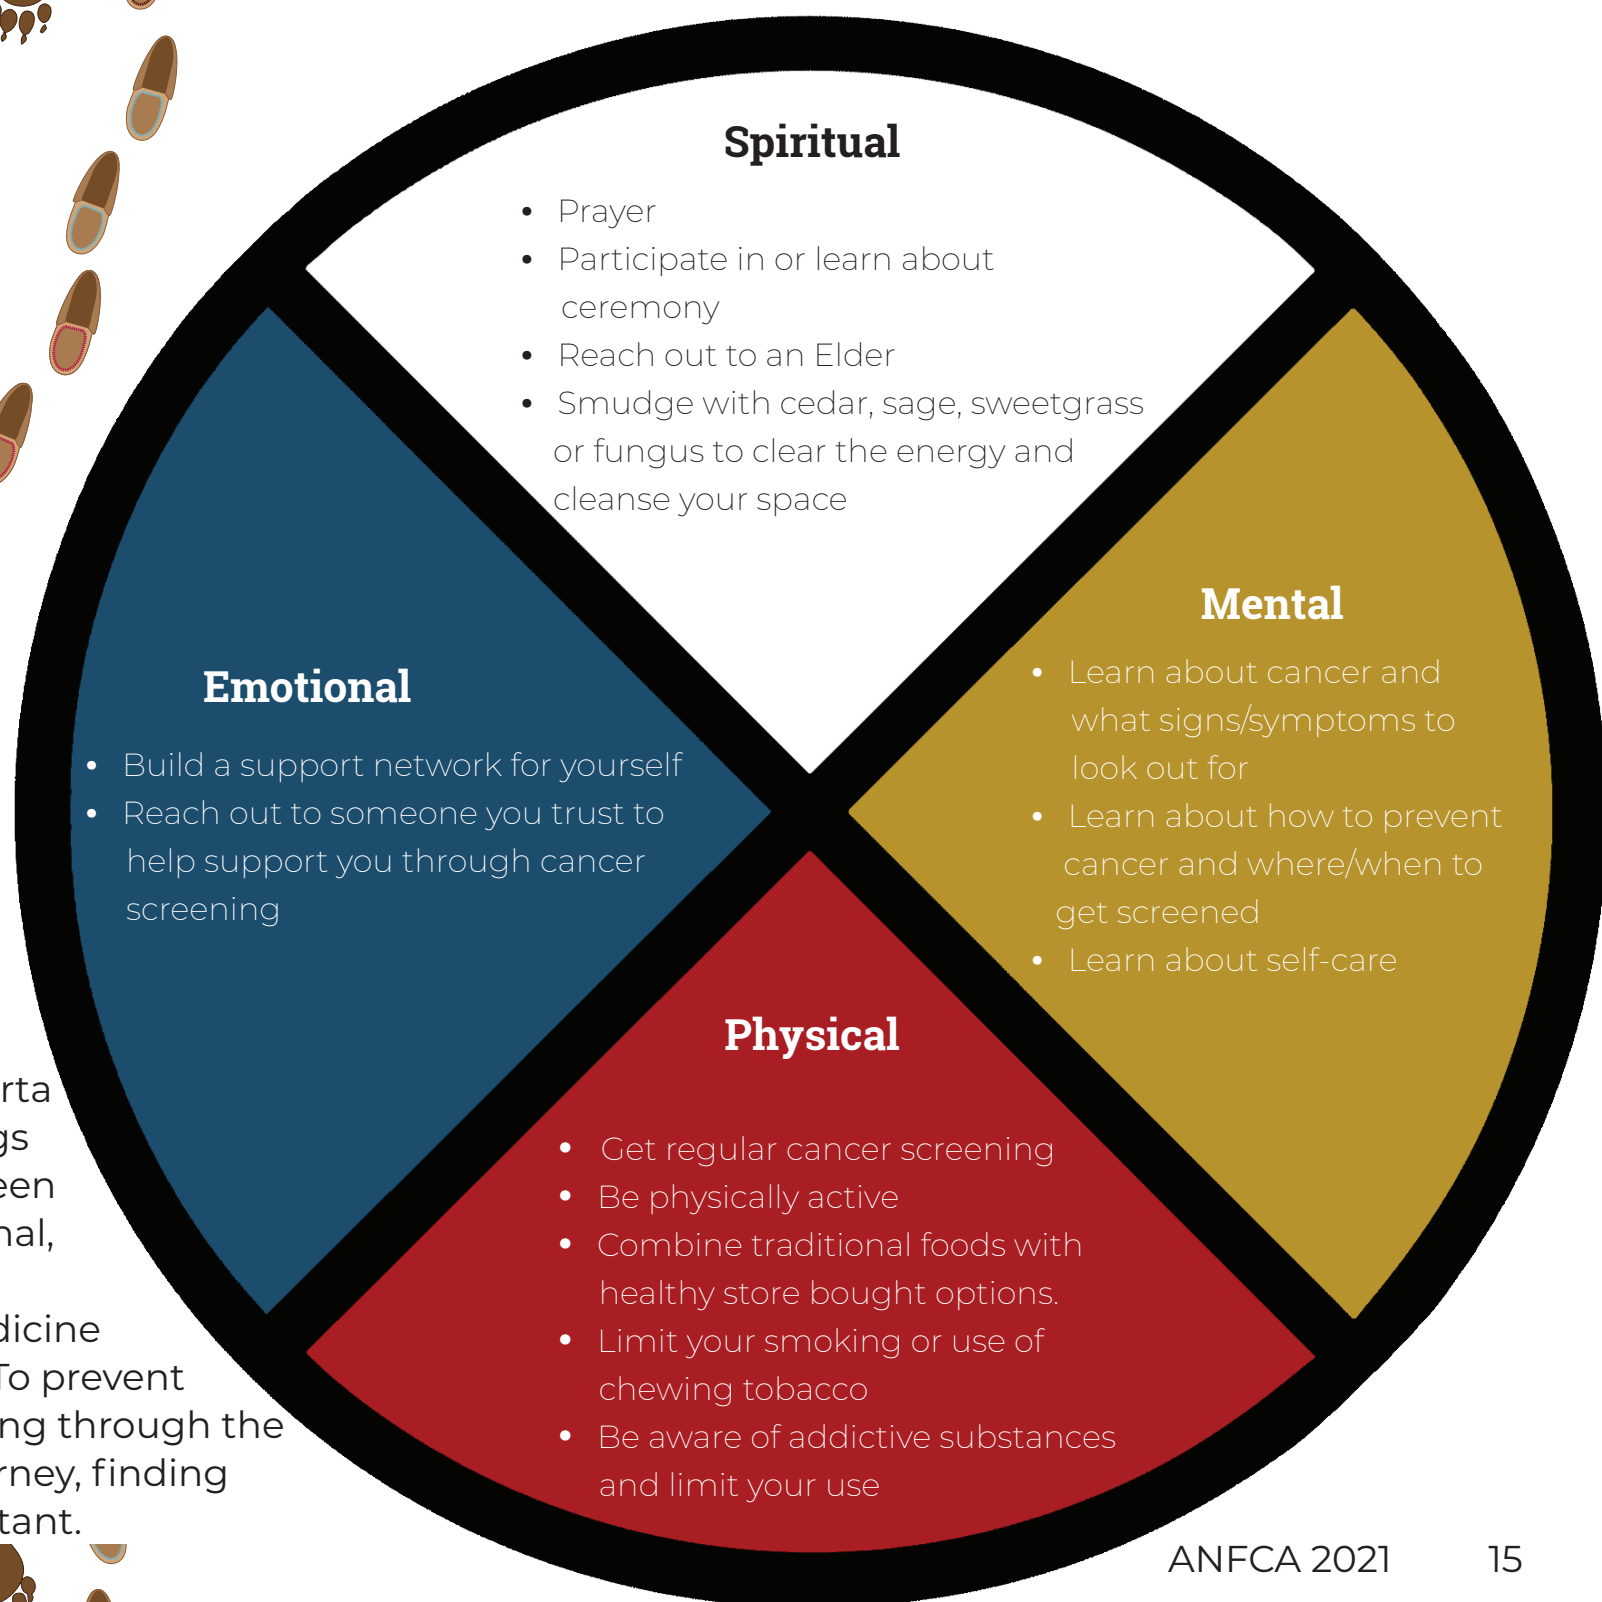 Spiritual
• Prayer
• Participate in or learn about
ceremony
• Reach out to an Elder
• Smudge with cedar, sage, sweetgrass
or fungus to clear the energy and
cleanse your space
Mental
• Learn about cancer and
what signs/symptoms to
look out for
• Learn about how to prevent
cancer and where/when to
get screened
• Learn about self-care
Emotional
• Build a support network for yourself
• Reach out to someone you trust to
help support you through cancer
screening
Physical
• Get regular cancer screening
• Be physically active
• Combine traditional foods with
healthy store bought options.
• Limit your smoking or use of
chewing tobacco
• Be aware of addictive substances
and limit your use
rta
gs
een
nal,
dicine
To prevent
ng through the
rney, finding
tant.
ANFCA 2021 15